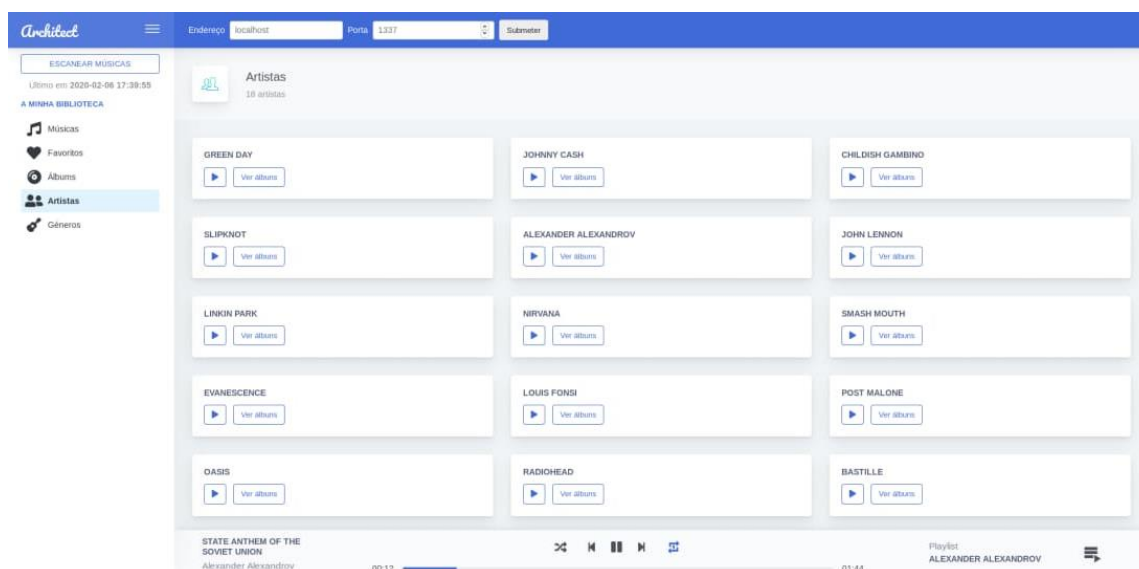 Architect
Endereço localhost Porta 1337 Submeter
ESCANEAR MÚSICAS
Último em 2020-02-06 17:39:55
A MINHA BIBLIOTECA
Músicas
Favoritos
Álbums
Artistas
Géneros
Artistas
18 artistas
GREEN DAY
Ver álbuns
JOHNNY CASH
Ver álbuns
CHILDISH GAMBINO
Ver álbuns
SLIPKNOT
Ver álbuns
ALEXANDER ALEXANDROV
Ver álbuns
JOHN LENNON
Ver álbuns
LINKIN PARK
Ver álbuns
NIRVANA
Ver álbuns
SMASH MOUTH
Ver álbuns
EVANESCENCE
Ver álbuns
LOUIS FONSI
Ver álbuns
POST MALONE
Ver álbuns
OASIS
Ver álbuns
RADIOHEAD
Ver álbuns
BASTILLE
Ver álbuns
STATE ANTHEM OF THE
SOVIET UNION
Alexander Alexandrov
00:12
01:44
Playlist
ALEXANDER ALEXANDROV